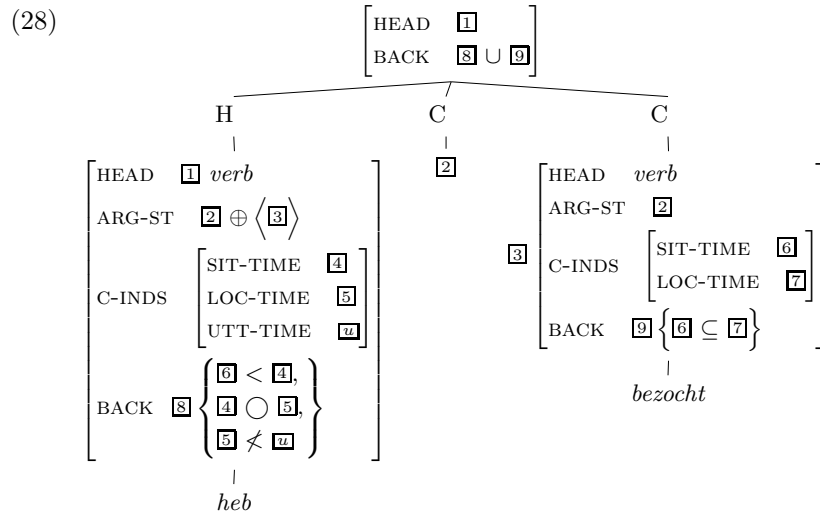 (28)
HEAD 1
BACK 8 ∪ 9
H C C
HEAD 1 verb
ARG-ST 2 ⊕ ⟨3⟩
C-INDS
SIT-TIME 4
LOC-TIME 5
UTT-TIME u
BACK 8
6 < 4,
4 ◯ 5,
5 ≮ u
heb
2
3
HEAD verb
ARG-ST 2
C-INDS
SIT-TIME 6
LOC-TIME 7
BACK 9 {6 ⊆ 7}
bezocht